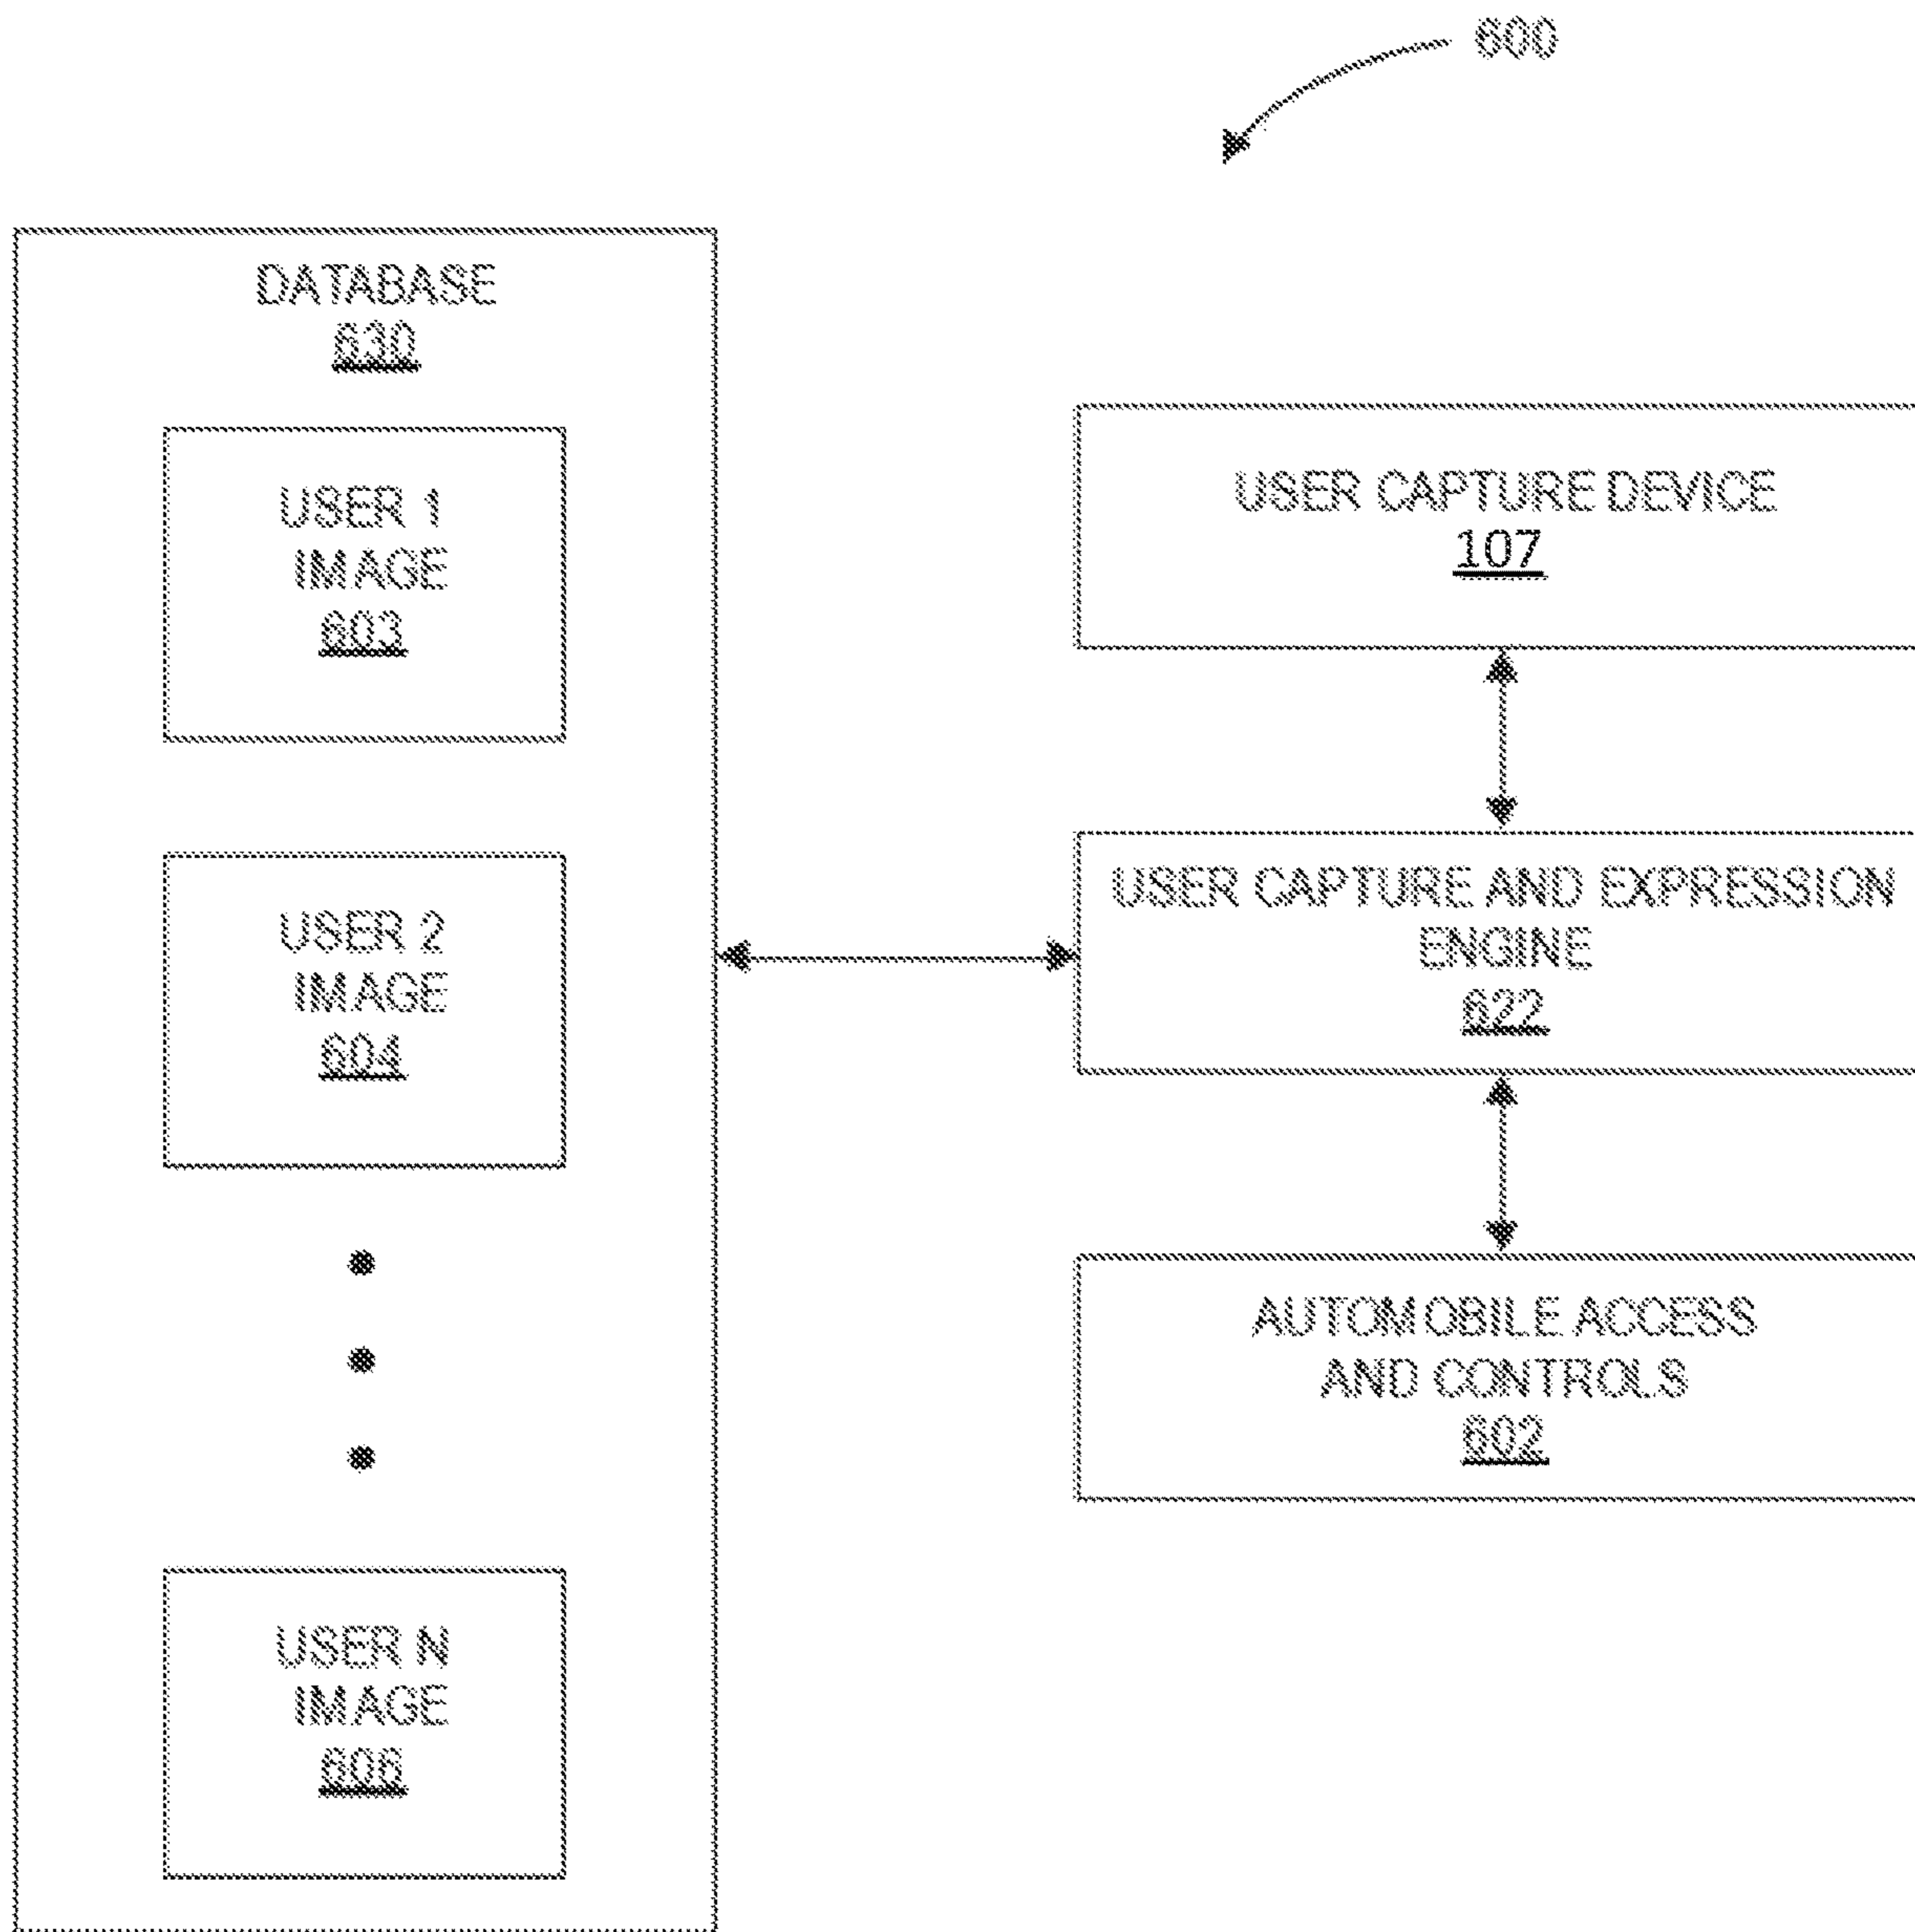 600
DATABASE
630
USER 1
IMAGE
603
USER 2
IMAGE
604
USER N
IMAGE
606
USER CAPTURE DEVICE
107
USER CAPTURE AND EXPRESSION
ENGINE
622
AUTOMOBILE ACCESS
AND CONTROLS
602